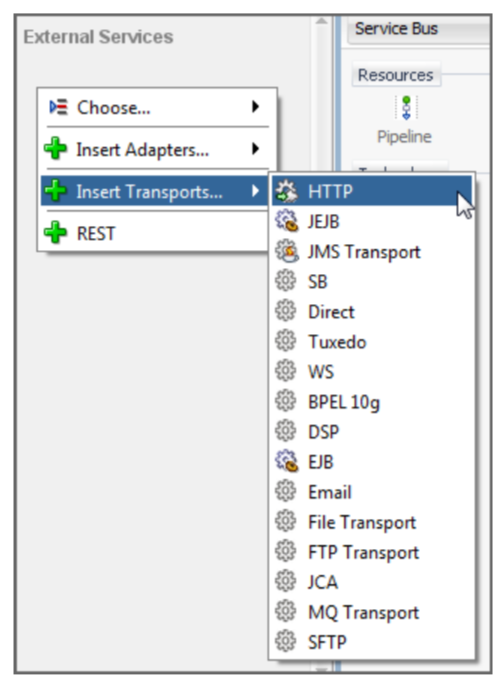 External Services
Service Bus
Resources
Pipeline
Choose...
Insert Adapters...
Insert Transports...
REST
HTTP
JEJB
JMS Transport
SB
Direct
Tuxedo
WS
BPEL 10g
DSP
EJB
Email
File Transport
FTP Transport
JCA
MQ Transport
SFTP